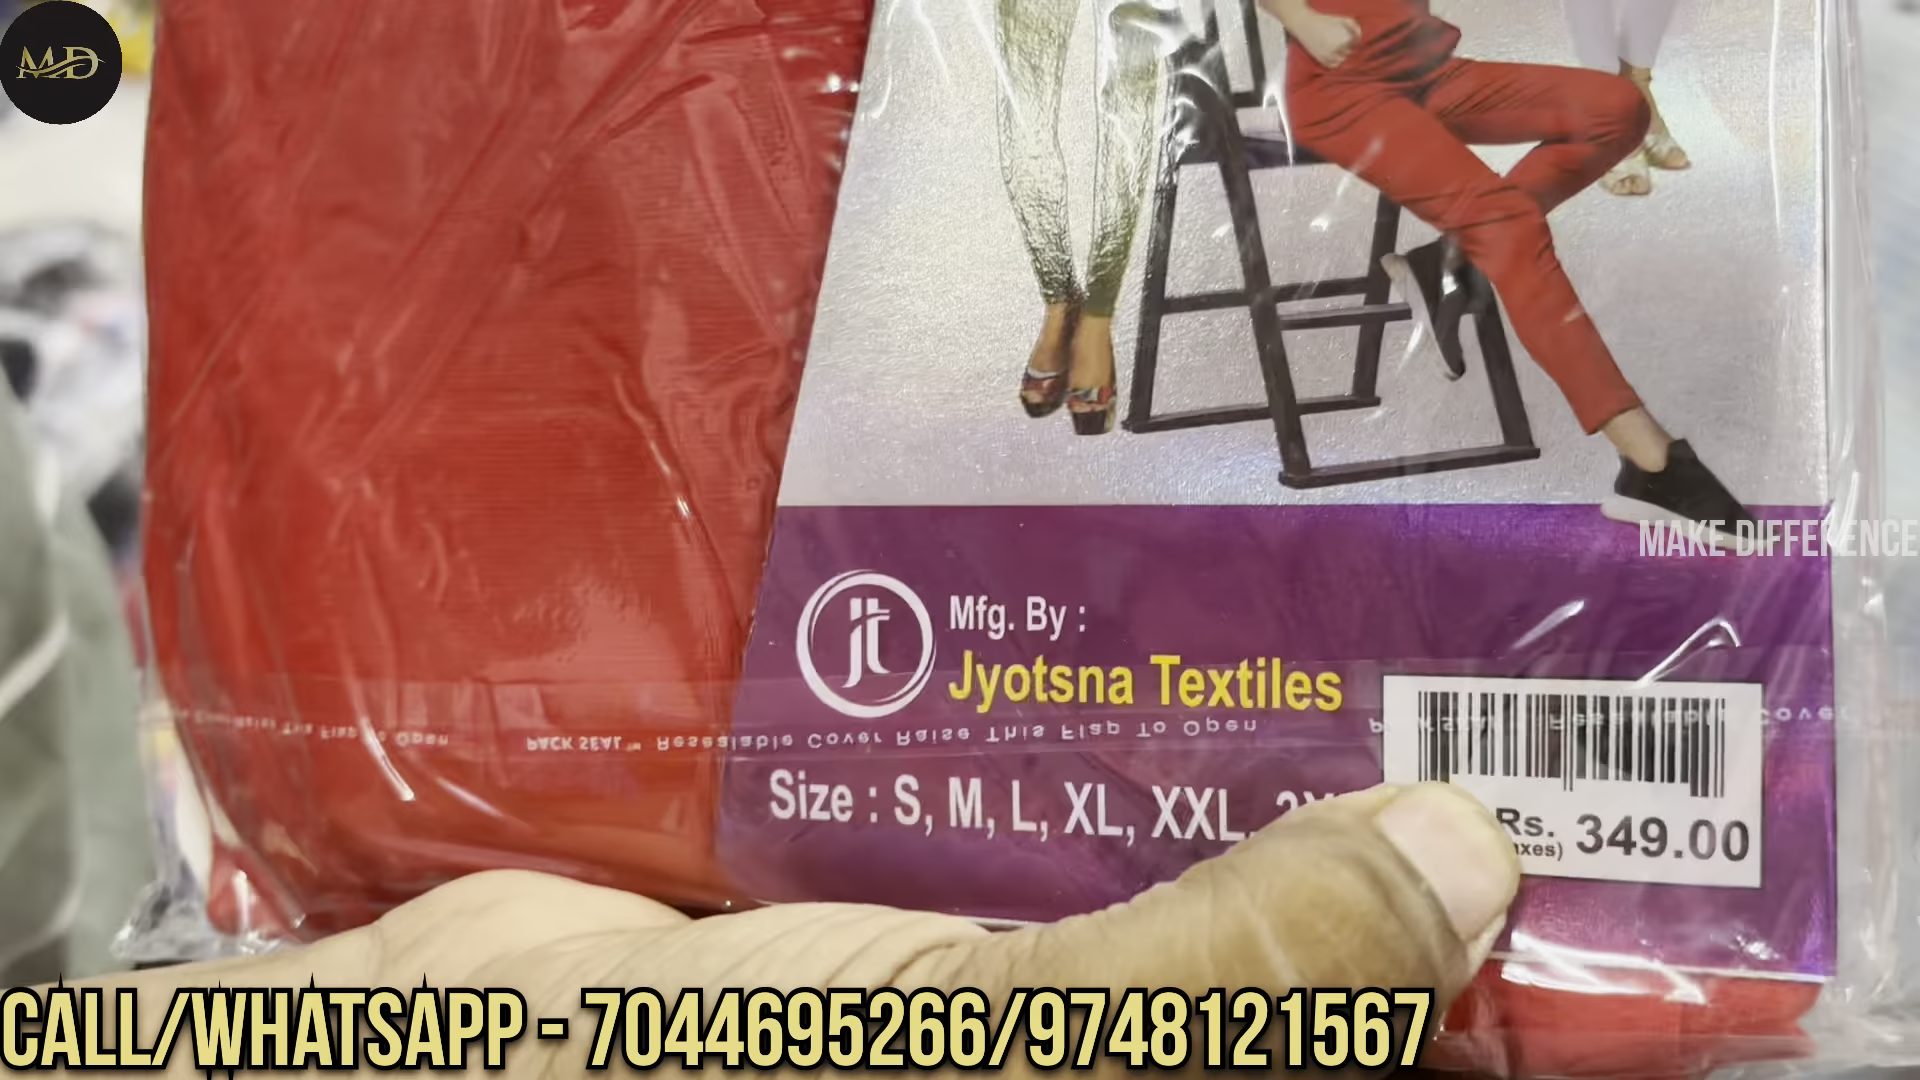 MD
MAKE DIFFERENCE
jt
Mfg. By :
Jyotsna Textiles
PACK SEAL™ Resealable Cover Raise This Flap To Open
Size : S, M, L, XL, XXL,
Rs. 349.00
CALL/WHATSAPP - 7044695266/9748121567